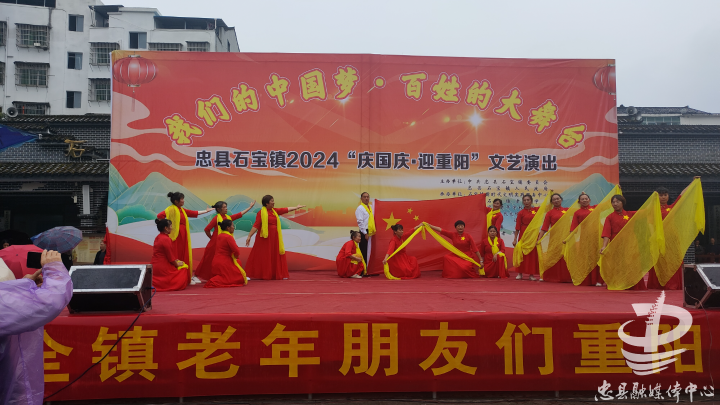 我们的中国梦·百姓的大舞台
忠县石宝镇2024“庆国庆·迎重阳”文艺演出
全镇老年朋友们重阳
忠县融媒体中心